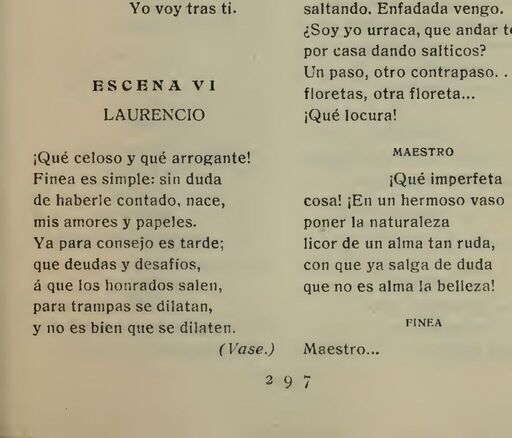 Yo voy tras ti.
ESCENA VI
LAURENCIO
¡Qué celoso y qué arrogante!
Finea es simple: sin duda
de haberle contado, nace,
mis amores y papeles.
Ya para consejo es tarde;
que deudas y desafíos,
á que los honrados salen,
para trampas se dilatan,
y no es bien que se dilaten.
(Vase.)
saltando. Enfadada vengo.
¿Soy yo urraca, que andar
por casa dando salticos?
Un paso, otro contrapaso. .
floretas, otra floreta...
¡Qué locura!
MAESTRO
¡Qué imperfeta
cosa! ¡En un hermoso vaso
poner la naturaleza
licor de un alma tan ruda,
con que ya salga de duda
que no es alma la belleza!
FINEA
Maestro...
297